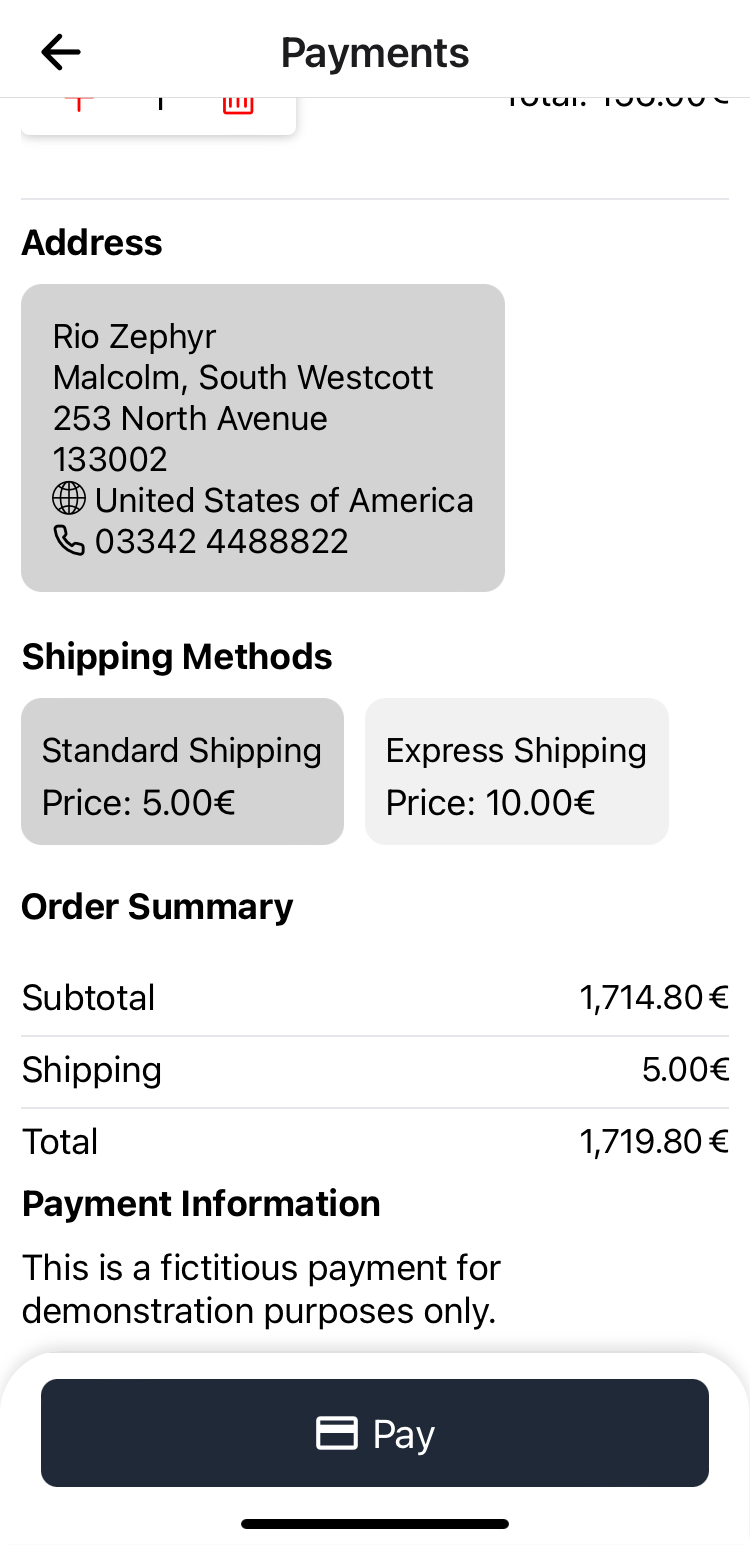 Payments
1
Total:
Address
Rio Zephyr
Malcolm, South Westcott
253 North Avenue
133002
United States of America
03342 4488822
Shipping Methods
Standard Shipping
Price: 5.00€
Express Shipping
Price: 10.00€
Order Summary
Subtotal 1,714.80 €
Shipping 5.00€
Total 1,719.80 €
Payment Information
This is a fictitious payment for
demonstration purposes only.
Pay